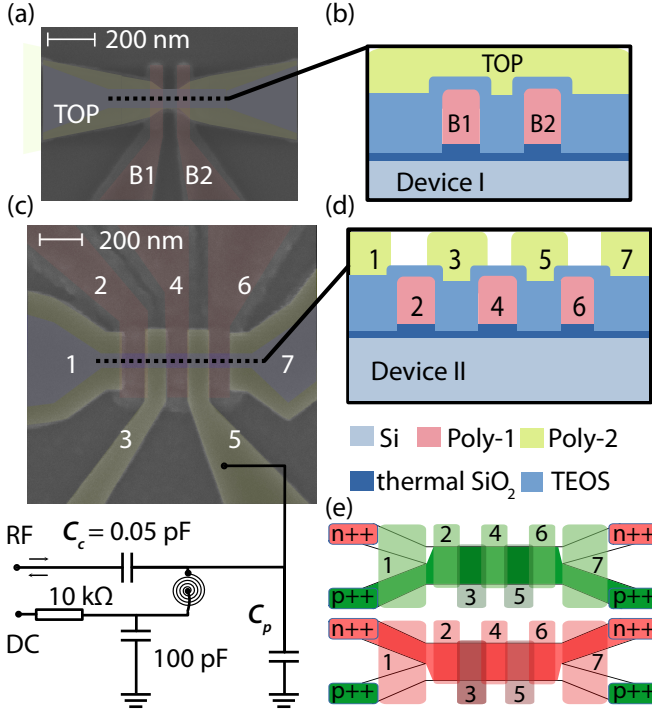 (a)
200 nm
TOP
B1
B2
(b)
TOP
B1
B2
Device I
(c)
200 nm
2
4
6
1
7
3
5
(d)
1
3
5
7
2
4
6
Device II
Si
Poly-1
Poly-2
thermal SiO₂
TEOS
RF
Cc = 0.05 pF
10 kΩ
DC
100 pF
Cp
(e)
n++
2
4
6
n++
1
7
p++
3
5
p++
n++
2
4
6
n++
1
7
p++
3
5
p++